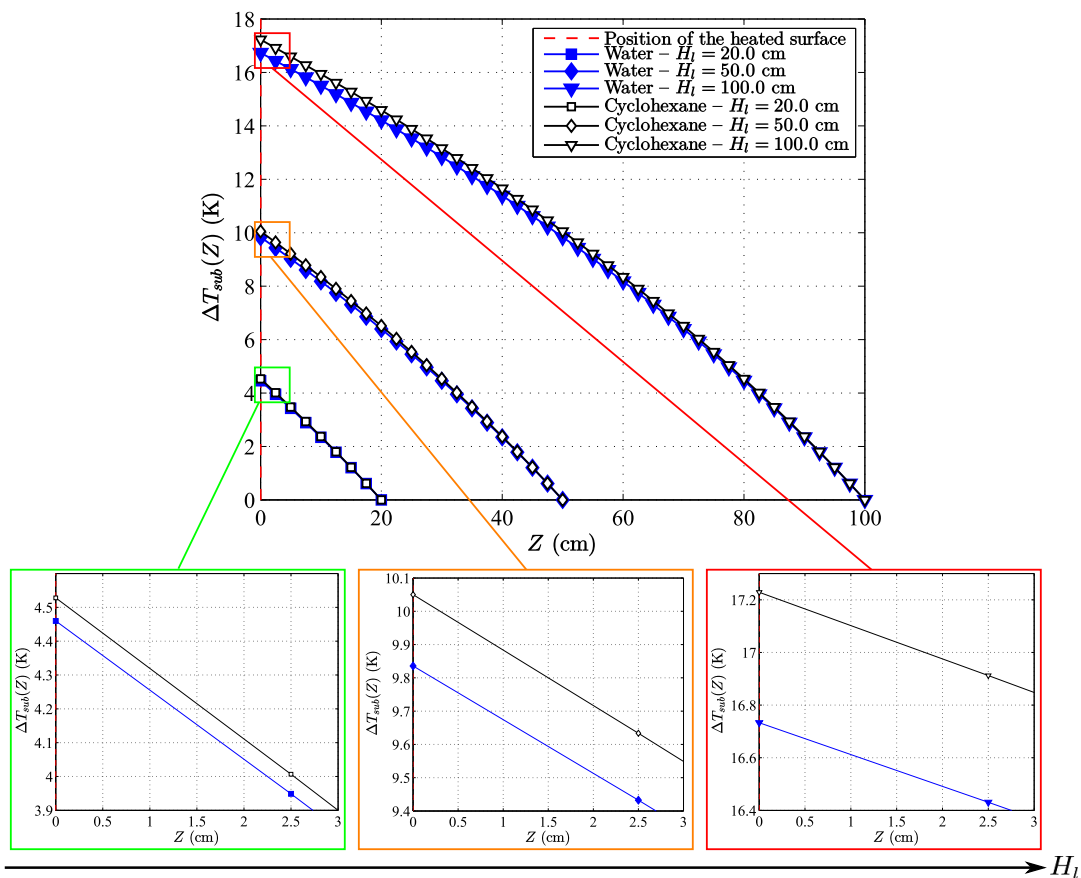 18
16
14
12
10
8
6
4
2
0
ΔT_sub(Z) (K)
Position of the heated surface
Water – H_l = 20.0 cm
Water – H_l = 50.0 cm
Water – H_l = 100.0 cm
Cyclohexane – H_l = 20.0 cm
Cyclohexane – H_l = 50.0 cm
Cyclohexane – H_l = 100.0 cm
0 20 40 60 80 100
Z (cm)
4.5
4.4
4.3
4.2
4.1
4
3.9
ΔT_sub(Z) (K)
0 0.5 1 1.5 2 2.5 3
Z (cm)
10.1
10
9.9
9.8
9.7
9.6
9.5
9.4
ΔT_sub(Z) (K)
0 0.5 1 1.5 2 2.5 3
Z (cm)
17.2
17
16.8
16.6
16.4
ΔT_sub(Z) (K)
0 0.5 1 1.5 2 2.5 3
Z (cm)
H_l